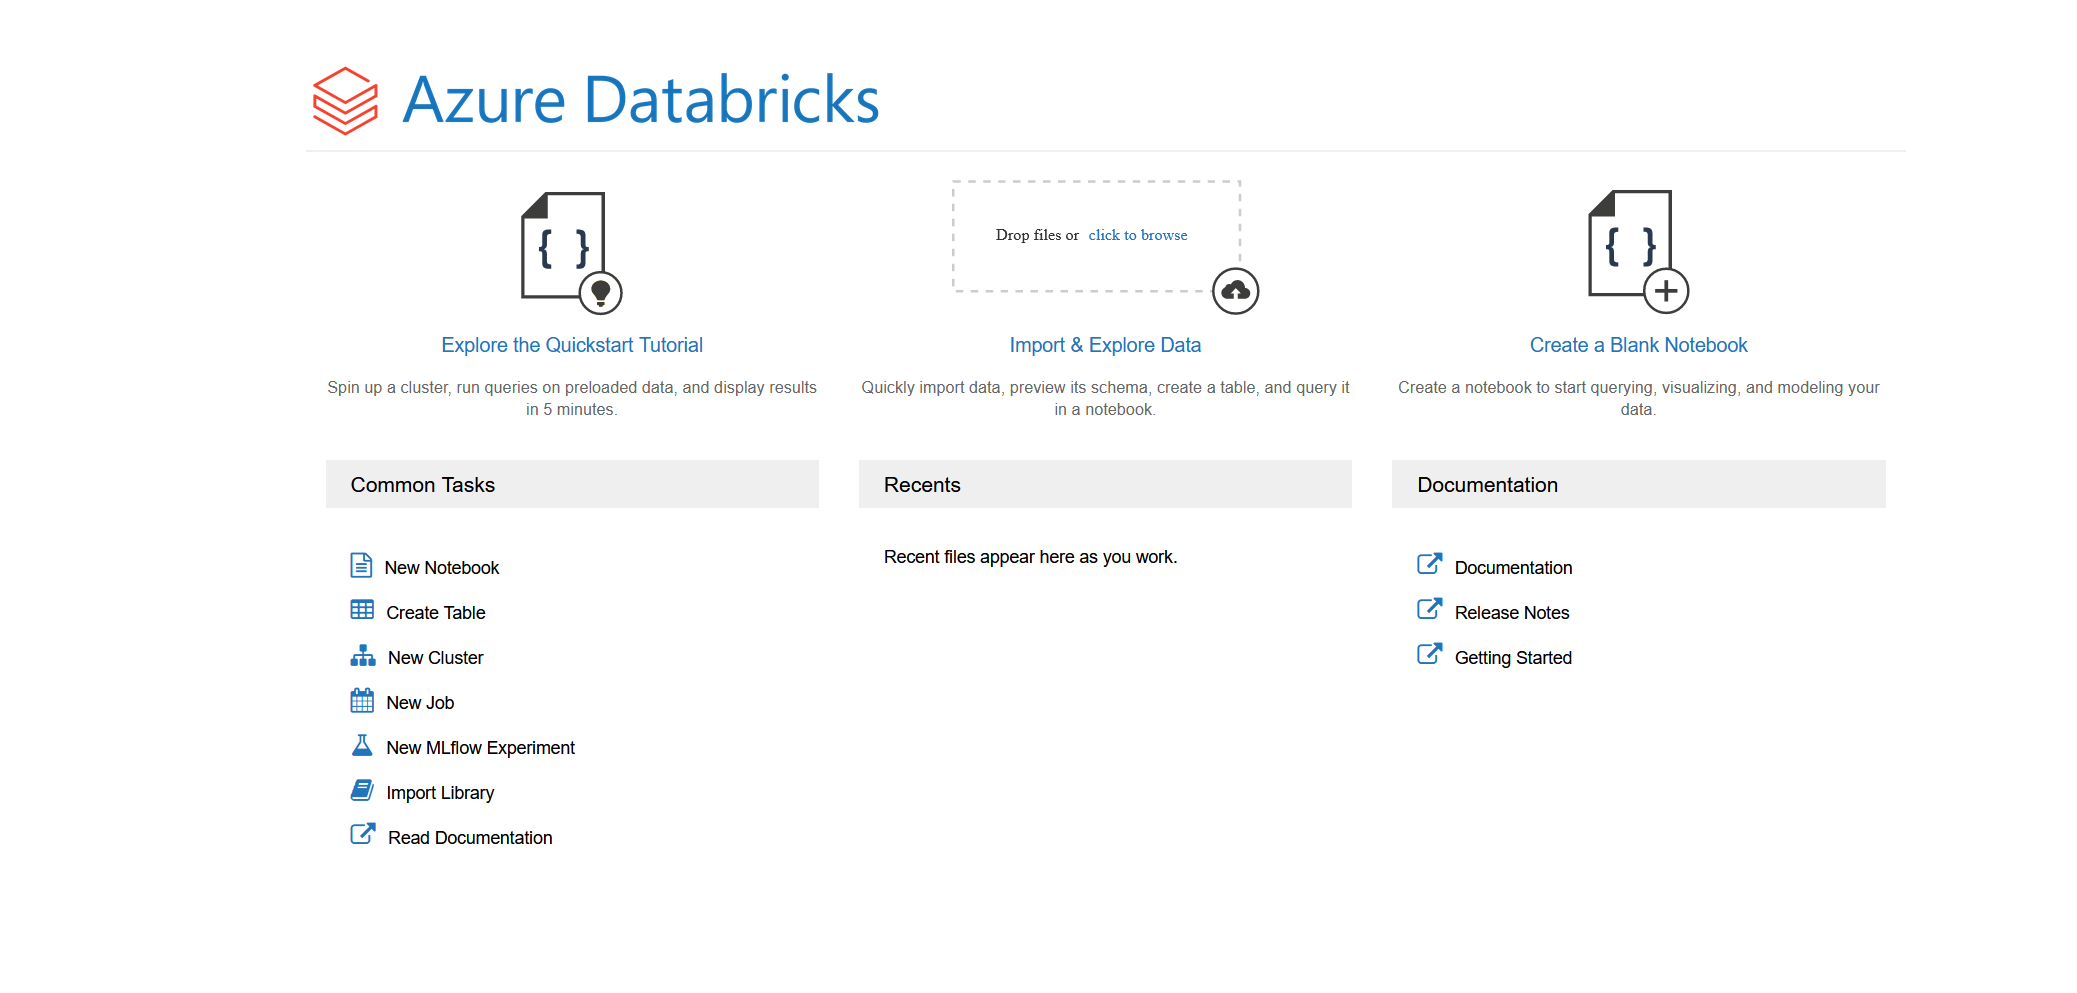 Azure Databricks
{ }
Drop files or click to browse
{ }
Explore the Quickstart Tutorial
Spin up a cluster, run queries on preloaded data, and display results
in 5 minutes.
Import & Explore Data
Quickly import data, preview its schema, create a table, and query it
in a notebook.
Create a Blank Notebook
Create a notebook to start querying, visualizing, and modeling your
data.
Common Tasks
New Notebook
Create Table
New Cluster
New Job
New MLflow Experiment
Import Library
Read Documentation
Recents
Recent files appear here as you work.
Documentation
Documentation
Release Notes
Getting Started